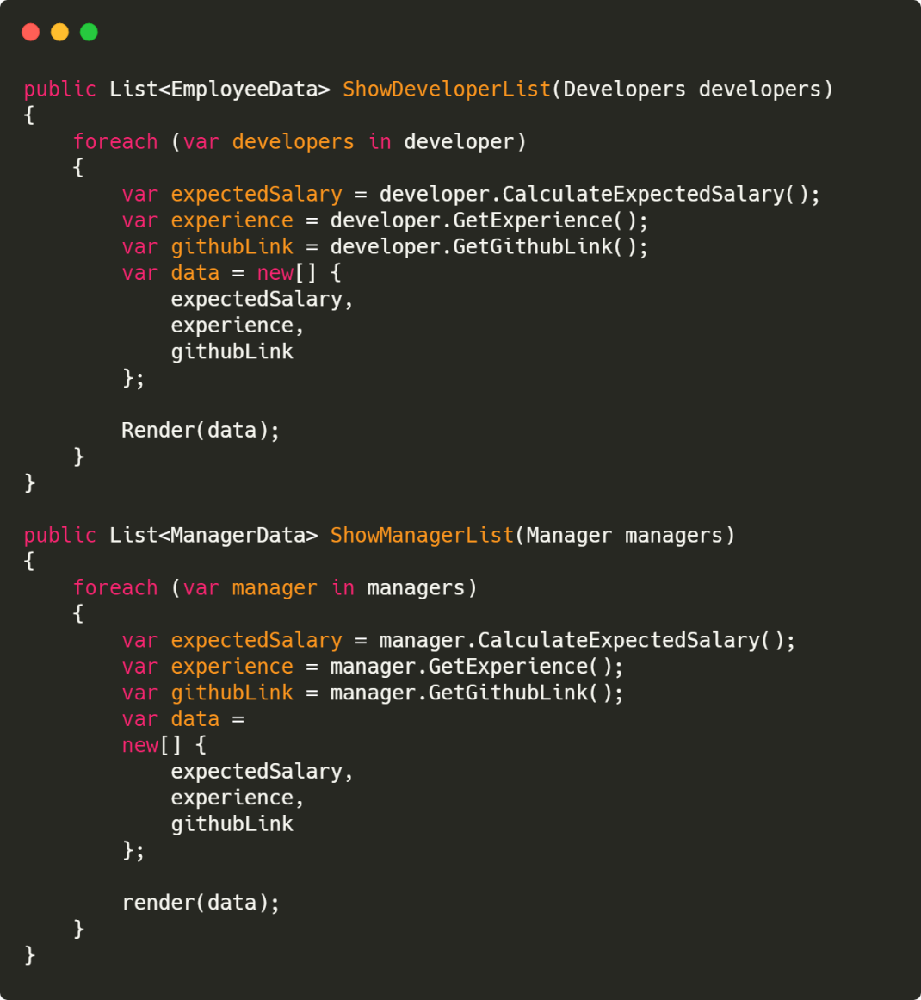 public List<EmployeeData> ShowDeveloperList(Developers developers)
{
    foreach (var developers in developer)
    {
        var expectedSalary = developer.CalculateExpectedSalary();
        var experience = developer.GetExperience();
        var githubLink = developer.GetGithubLink();
        var data = new[] {
            expectedSalary,
            experience,
            githubLink
        };

        Render(data);
    }
}

public List<ManagerData> ShowManagerList(Manager managers)
{
    foreach (var manager in managers)
    {
        var expectedSalary = manager.CalculateExpectedSalary();
        var experience = manager.GetExperience();
        var githubLink = manager.GetGithubLink();
        var data =
        new[] {
            expectedSalary,
            experience,
            githubLink
        };

        render(data);
    }
}